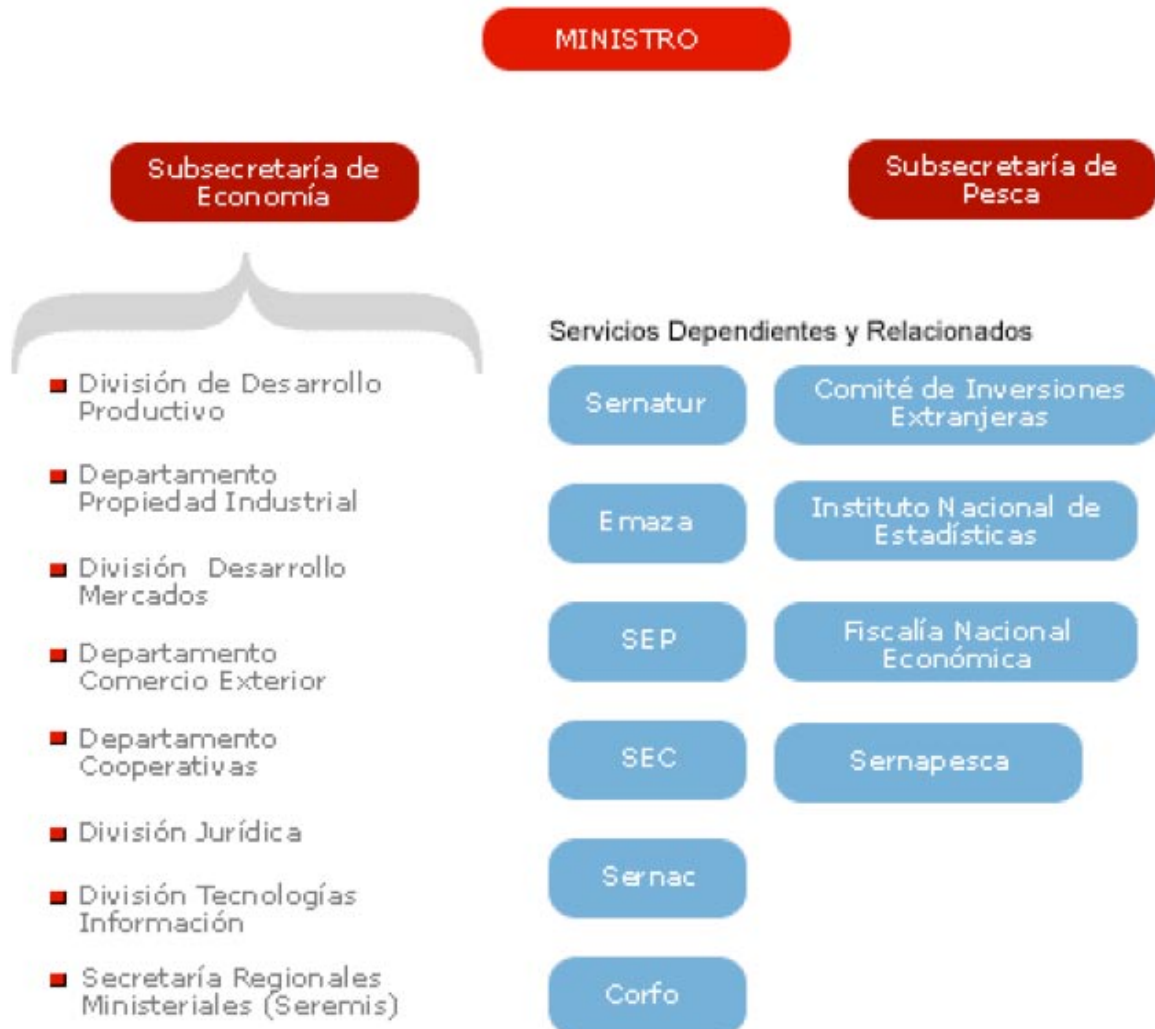 MINISTRO
Subsecretaría de
Economía
Subsecretaría de
Pesca
División de Desarrollo
Productivo
Departamento
Propiedad Industrial
División Desarrollo
Mercados
Departamento
Comercio Exterior
Departamento
Cooperativas
División Jurídica
División Tecnologías
Información
Secretaría Regionales
Ministeriales (Seremis)
Servicios Dependientes y Relacionados
Sernatur
Comité de Inversiones
Extranjeras
Emaza
Instituto Nacional de
Estadísticas
SEP
Fiscalía Nacional
Económica
SEC
Sernapesca
Sernac
Corfo